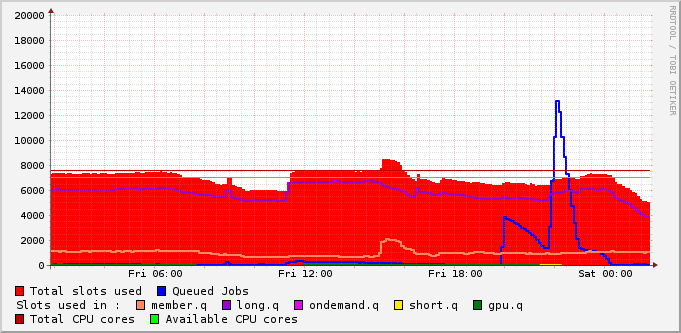 20000
18000
16000
14000
12000
10000
8000
6000
4000
2000
0
Fri 06:00 Fri 12:00 Fri 18:00 Sat 00:00
Total slots used Queued Jobs
Slots used in : member.q long.q ondemand.q short.q gpu.q
Total CPU cores Available CPU cores
RRDTOOL / TOBI OETIKER